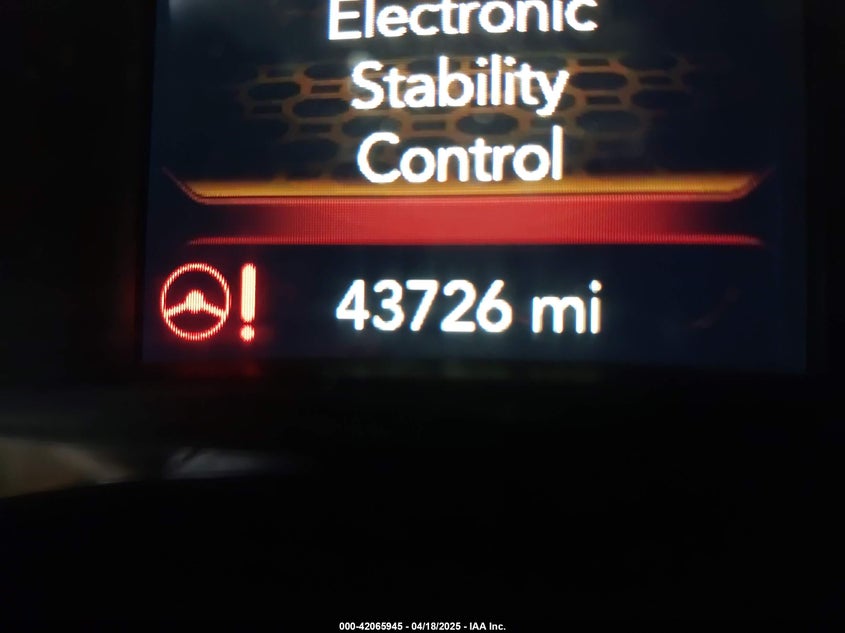 Electronic
Stability
Control
43726 mi
000-42065945 - 04/18/2025 - IAA Inc.